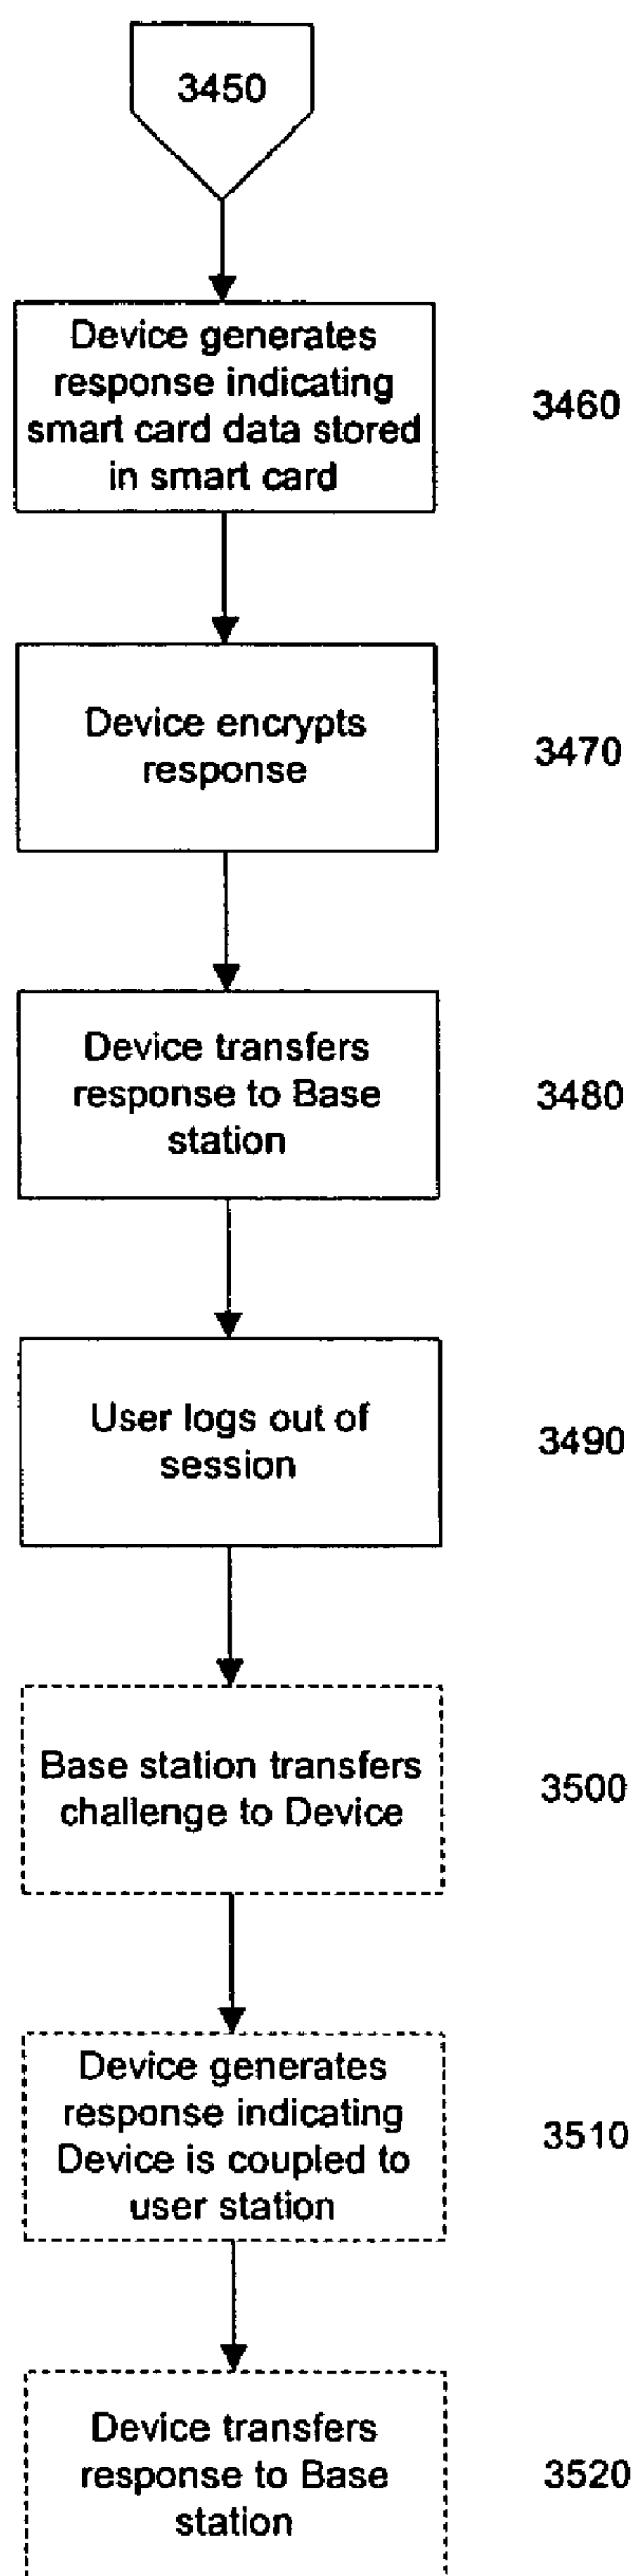 3450
Device generates
response indicating
smart card data stored
in smart card
3460
Device encrypts
response
3470
Device transfers
response to Base
station
3480
User logs out of
session
3490
Base station transfers
challenge to Device
3500
Device generates
response indicating
Device is coupled to
user station
3510
Device transfers
response to Base
station
3520